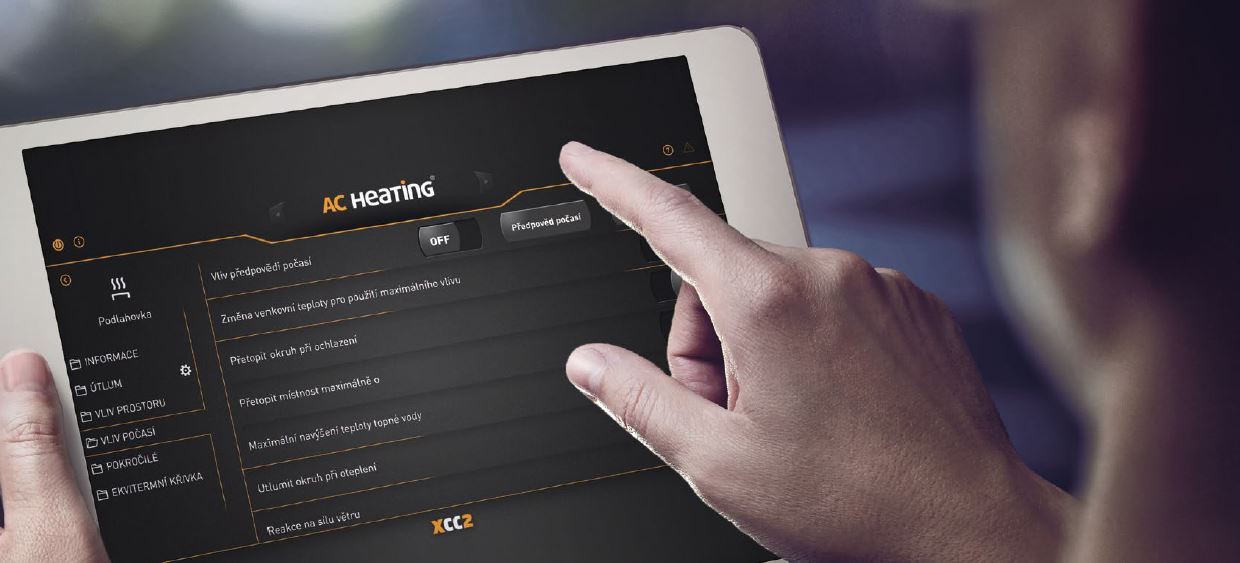 AC Heating®
OFF
Předpověď počasí
Podlahovka
INFORMACE
ÚTLUM
VLIV PROSTORU
VLIV POČASÍ
POKROČILÉ
EKVITERMNÍ KŘIVKA
Vliv předpovědi počasí
Změna venkovní teploty pro použití maximálního vlivu
Přetopit okruh při ochlazení
Přetopit místnost maximálně o
Maximální navýšení teploty topné vody
Utlumit okruh při oteplení
Reakce na sílu větru
XCC2